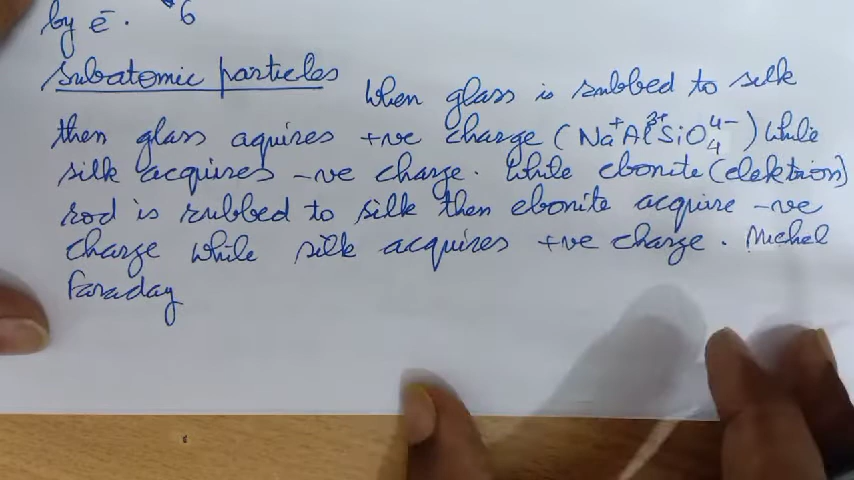 by e⁻. 6
Subatomic particles When glass is rubbed to silk
then glass aquires +ve charge (Na⁺Al³⁺SiO₄⁴⁻) While
silk acquires -ve charge. While ebonite (elektrion)
rod is rubbed to silk then ebonite acquire -ve
charge while silk acquires +ve charge. Michel
Faraday